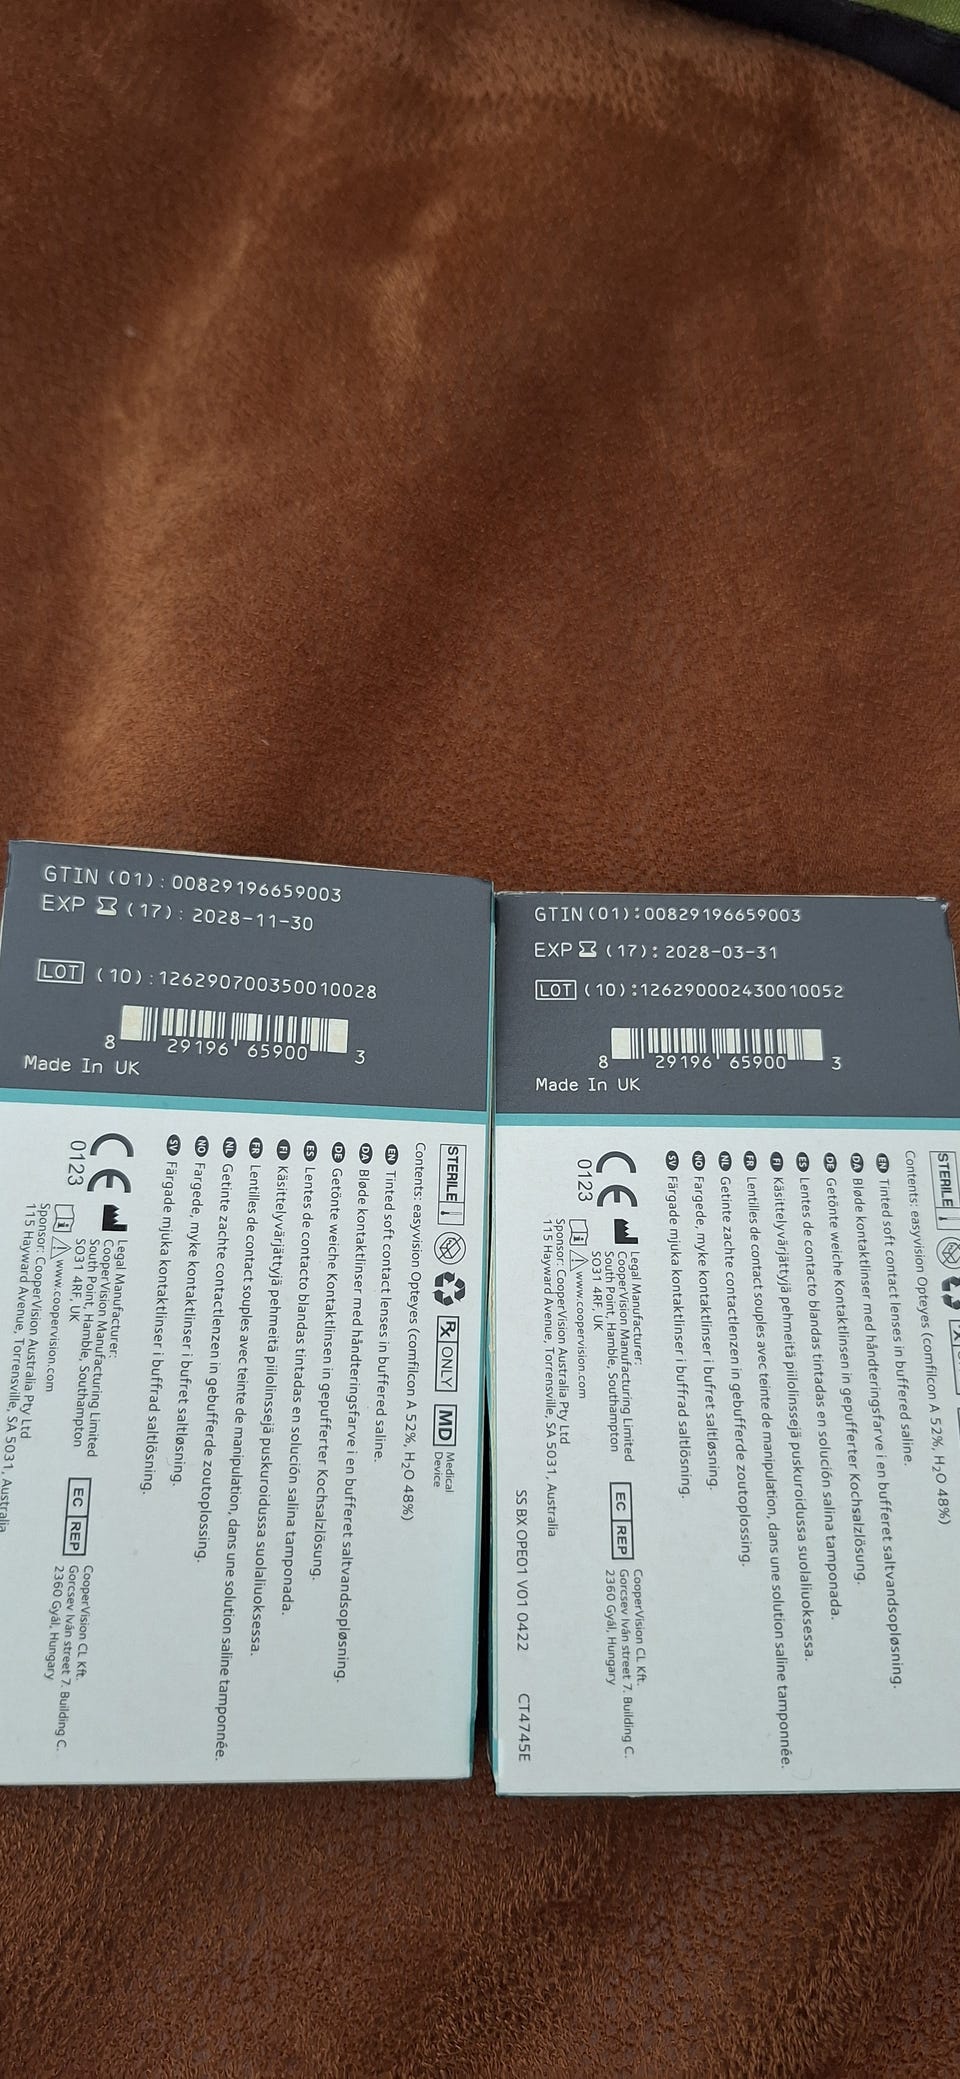 GTIN (01): 00829196659003
EXP (17): 2028-11-30
LOT (10):126290700350010028
8 29196 65900 3
Made In UK
STERILE
Rx ONLY
MD Medical
Device
Contents: easyvision Opteyes (comfilcon A 52%, H₂O 48%)
EN Tinted soft contact lenses in buffered saline.
DA Bløde kontaktlinser med håndteringsfarve i en bufferet saltvandsopløsning.
DE Getönte weiche Kontaktlinsen in gepufferter Kochsalzlösung.
ES Lentes de contacto blandas tintadas en solución salina tamponada.
FI Käsittelyvärjättyjä pehmeitä piilolinssejä puskuroidussa suolaliuoksessa.
FR Lentilles de contact souples avec teinte de manipulation, dans une solution saline tamponnée.
NL Getinte zachte contactlenzen in gebufferde zoutoplossing.
NO Fargede, myke kontaktlinser i bufret saltløsning.
SV Färgade mjuka kontaktlinser i buffrad saltlösning.
CE
0123
Legal Manufacturer:
CooperVision Manufacturing Limited
South Point, Hamble, Southampton
SO31 4RF, UK
www.coopervision.com
Sponsor: CooperVision Australia Pty Ltd
115 Hayward Avenue, Torrensville, SA 5031, Australia
EC REP
CooperVision CL Kft.
Gorcsev Iván street 7. Building C.
2360 Gyál, Hungary
GTIN(01):00829196659003
EXP (17): 2028-03-31
LOT (10):126290002430010052
8 29196 65900 3
Made In UK
STERILE
Contents: easyvision Opteyes (comfilcon A 52%, H₂O 48%)
EN Tinted soft contact lenses in buffered saline.
DA Bløde kontaktlinser med håndteringsfarve i en bufferet saltvandsopløsning.
DE Getönte weiche Kontaktlinsen in gepufferter Kochsalzlösung.
ES Lentes de contacto blandas tintadas en solución salina tamponada.
FI Käsittelyvärjättyjä pehmeitä piilolinssejä puskuroidussa suolaliuoksessa.
FR Lentilles de contact souples avec teinte de manipulation, dans une solution saline tamponnée.
NL Getinte zachte contactlenzen in gebufferde zoutoplossing.
NO Fargede, myke kontaktlinser i bufret saltløsning.
SV Färgade mjuka kontaktlinser i buffrad saltlösning.
CE
0123
Legal Manufacturer:
CooperVision Manufacturing Limited
South Point, Hamble, Southampton
SO31 4RF, UK
www.coopervision.com
Sponsor: CooperVision Australia Pty Ltd
115 Hayward Avenue, Torrensville, SA 5031, Australia
EC REP
CooperVision CL Kft.
Gorcsev Iván street 7. Building C.
2360 Gyál, Hungary
SS BX OPE01 V01 0422 CT4745E